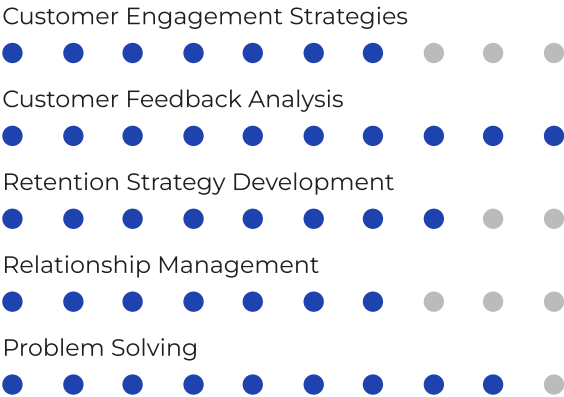 Customer Engagement Strategies
Customer Feedback Analysis
Retention Strategy Development
Relationship Management
Problem Solving